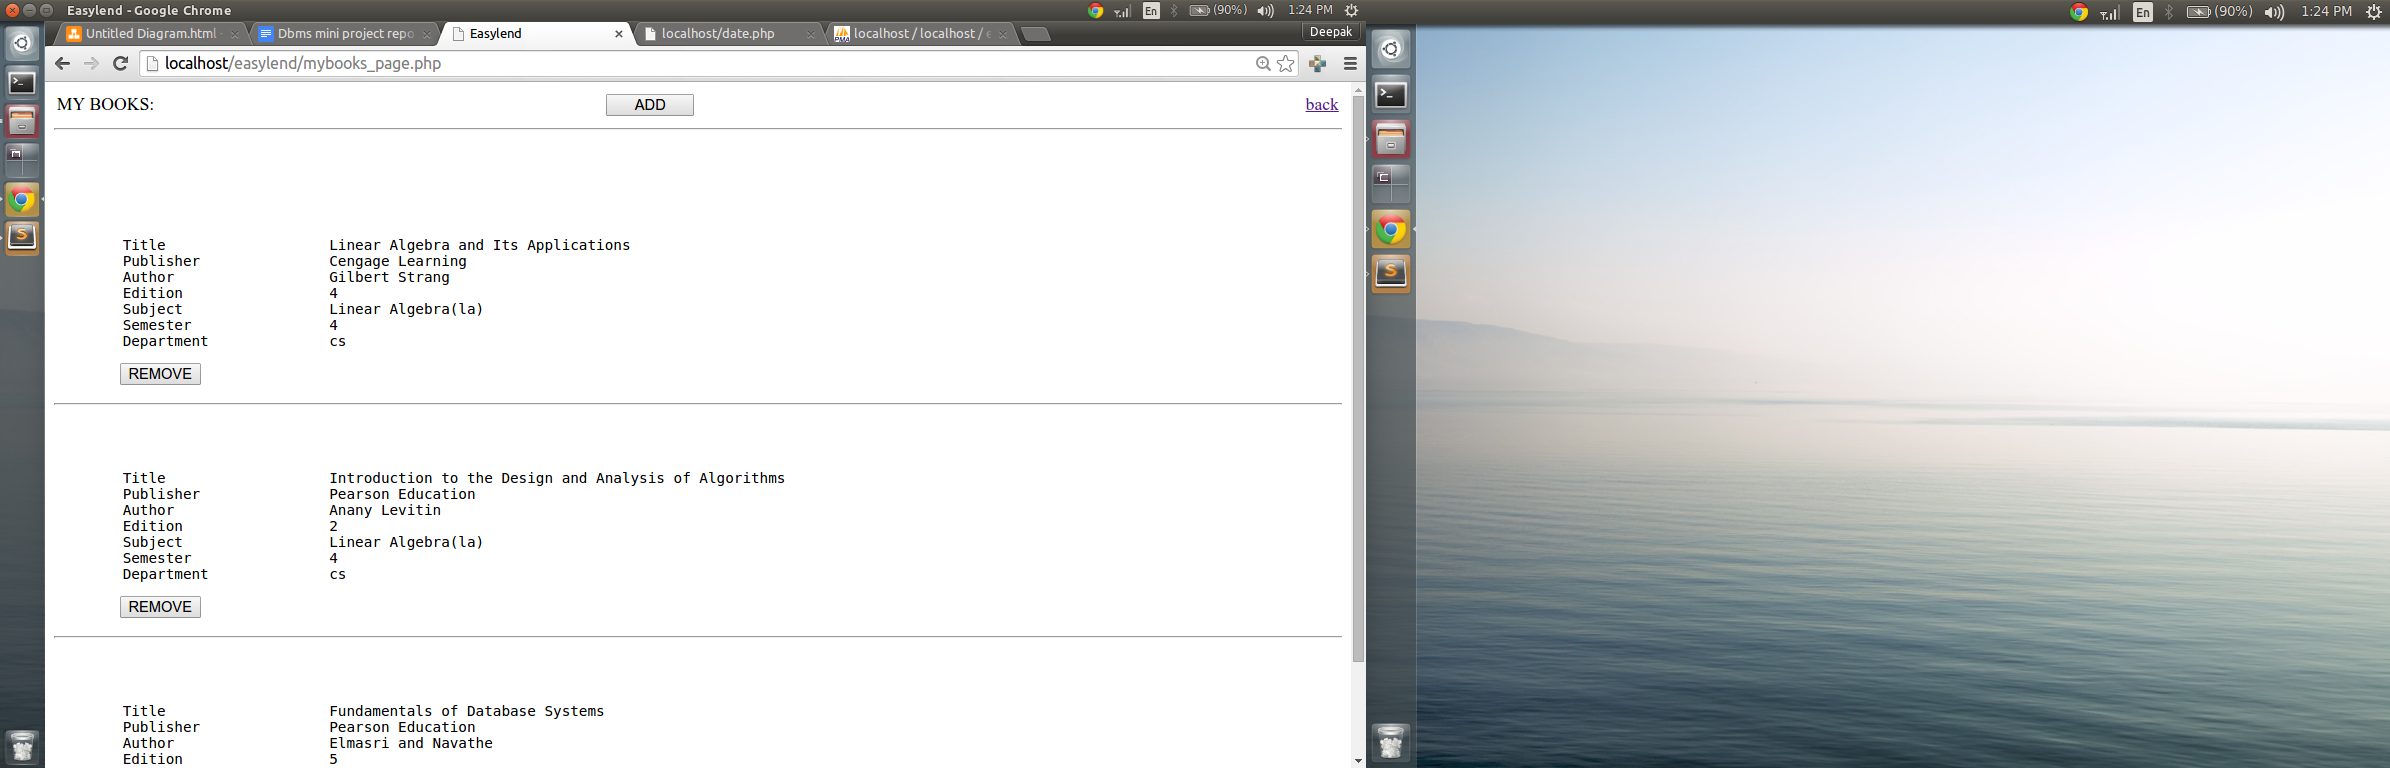 Easylend - Google Chrome
En
(90%)
1:24 PM
En
(90%)
1:24 PM
Untitled Diagram.html
Dbms mini project repo
Easylend
localhost/date.php
localhost / localhost / e
Deepak
localhost/easylend/mybooks_page.php
MY BOOKS:
ADD
back
Title Linear Algebra and Its Applications
Publisher Cengage Learning
Author Gilbert Strang
Edition 4
Subject Linear Algebra(la)
Semester 4
Department cs
REMOVE
Title Introduction to the Design and Analysis of Algorithms
Publisher Pearson Education
Author Anany Levitin
Edition 2
Subject Linear Algebra(la)
Semester 4
Department cs
REMOVE
Title Fundamentals of Database Systems
Publisher Pearson Education
Author Elmasri and Navathe
Edition 5